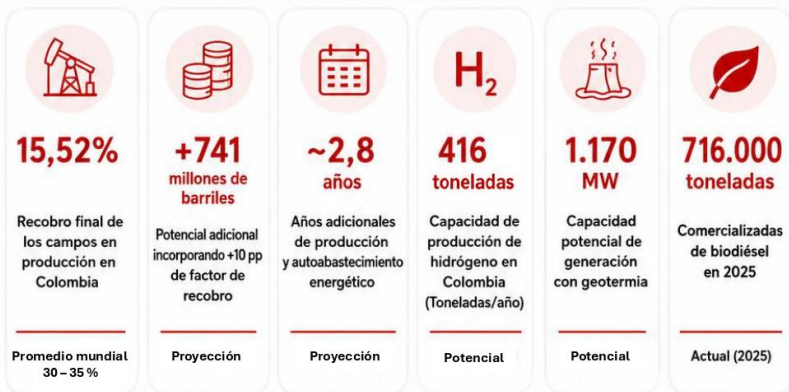 15,52%
Recobro final de
los campos en
producción en
Colombia
Promedio mundial
30 – 35 %
+741
millones de
barriles
Potencial adicional
incorporando +10 pp
de factor de
recobro
Proyección
~2,8
años
Años adicionales
de producción
y autoabastecimiento
energético
Proyección
H2
416
toneladas
Capacidad de
producción de
hidrógeno en
Colombia
(Toneladas/año)
Potencial
1.170
MW
Capacidad
potencial de
generación
con geotermia
Potencial
716.000
toneladas
Comercializadas
de biodiésel
en 2025
Actual (2025)